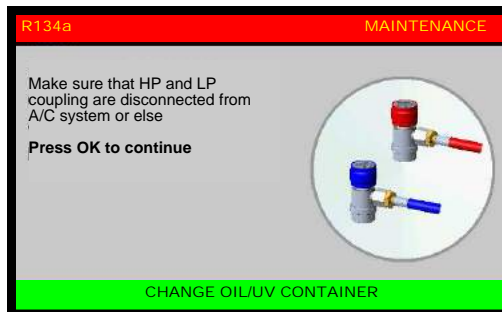 R134a MAINTENANCE
Make sure that HP and LP
coupling are disconnected from
A/C system or else
Press OK to continue
CHANGE OIL/UV CONTAINER